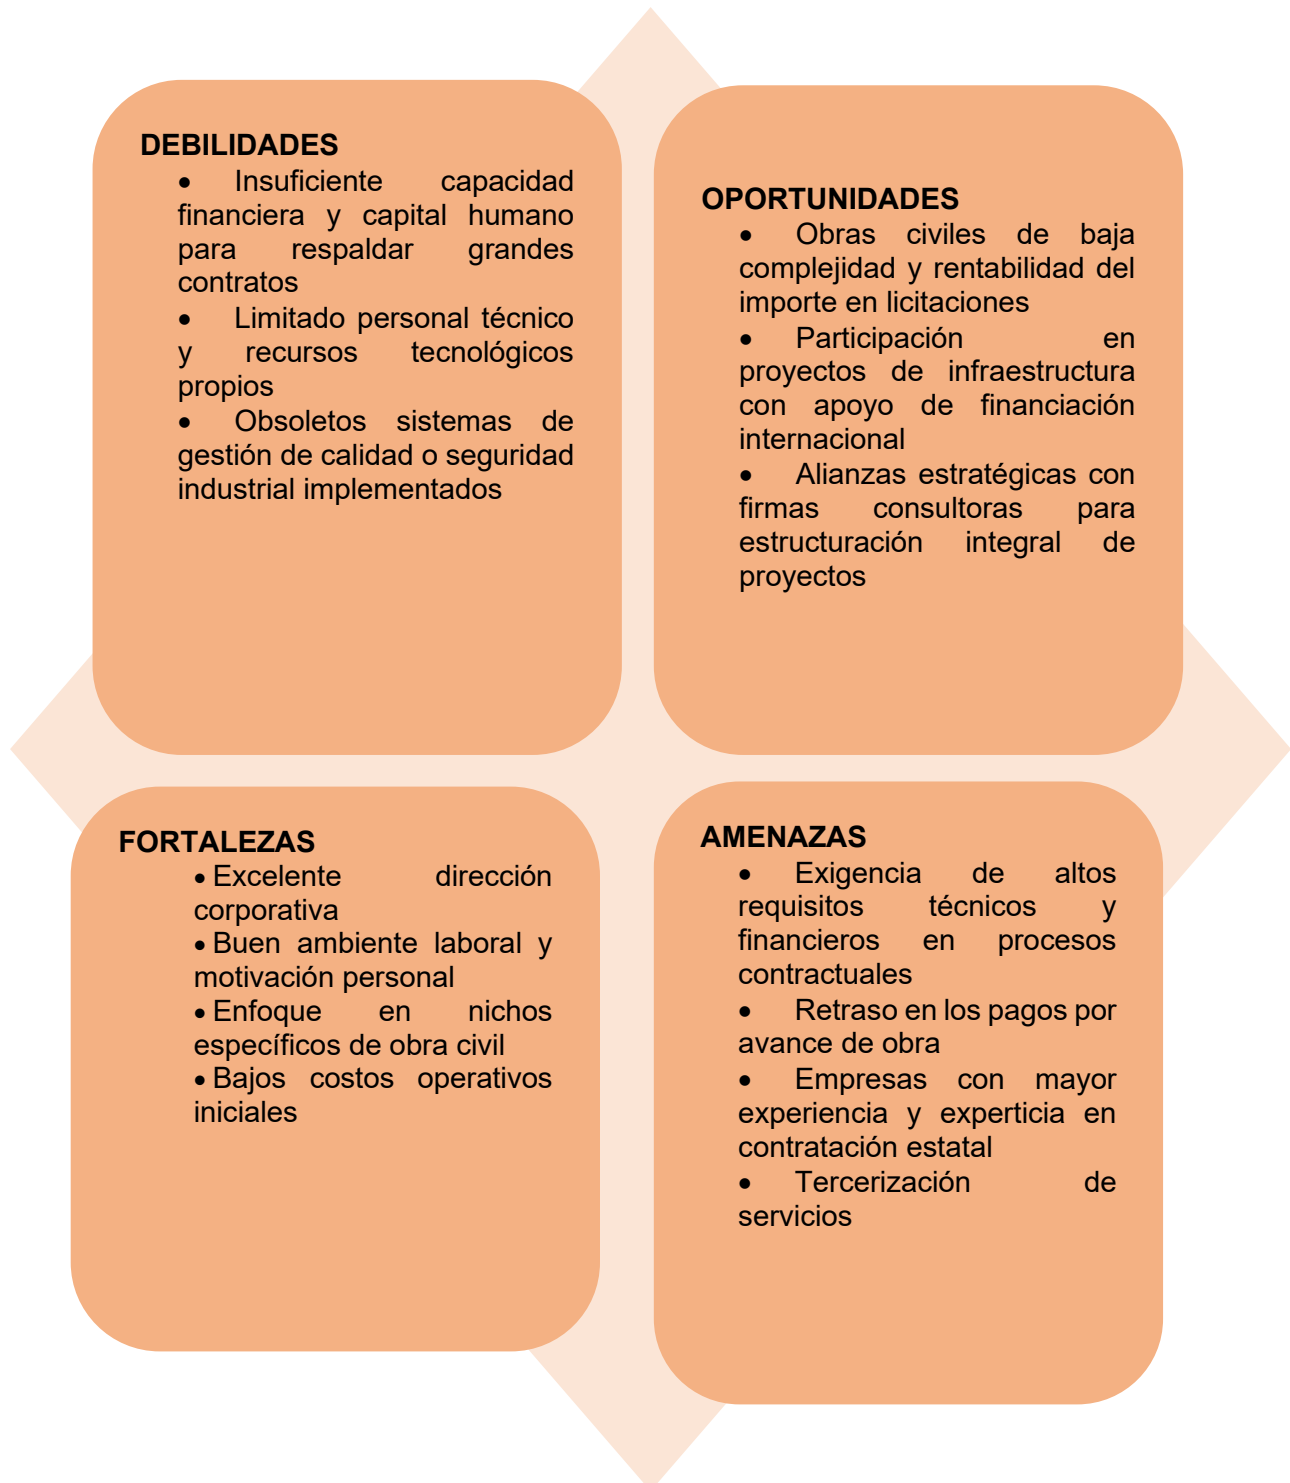 DEBILIDADES
• Insuficiente capacidad
financiera y capital humano
para respaldar grandes
contratos
• Limitado personal técnico
y recursos tecnológicos
propios
• Obsoletos sistemas de
gestión de calidad o seguridad
industrial implementados
OPORTUNIDADES
• Obras civiles de baja
complejidad y rentabilidad del
importe en licitaciones
• Participación en
proyectos de infraestructura
con apoyo de financiación
internacional
• Alianzas estratégicas con
firmas consultoras para
estructuración integral de
proyectos
FORTALEZAS
• Excelente dirección
corporativa
• Buen ambiente laboral y
motivación personal
• Enfoque en nichos
específicos de obra civil
• Bajos costos operativos
iniciales
AMENAZAS
• Exigencia de altos
requisitos técnicos y
financieros en procesos
contractuales
• Retraso en los pagos por
avance de obra
• Empresas con mayor
experiencia y experticia en
contratación estatal
• Tercerización de
servicios